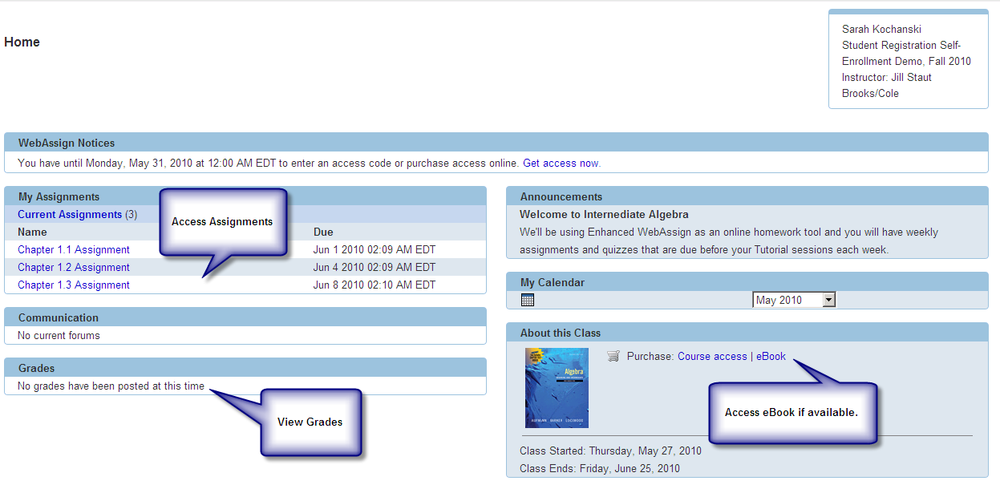 Sarah Kochanski
Student Registration Self-
Enrollment Demo, Fall 2010
Instructor: Jill Staut
Brooks/Cole
Home
WebAssign Notices
You have until Monday, May 31, 2010 at 12:00 AM EDT to enter an access code or purchase access online. Get access now.
My Assignments
Current Assignments (3)
Access Assignments
Name Due
Chapter 1.1 Assignment Jun 1 2010 02:09 AM EDT
Chapter 1.2 Assignment Jun 4 2010 02:09 AM EDT
Chapter 1.3 Assignment Jun 8 2010 02:10 AM EDT
Communication
No current forums
Grades
No grades have been posted at this time
View Grades
Announcements
Welcome to Internediate Algebra
We'll be using Enhanced WebAssign as an online homework tool and you will have weekly
assignments and quizzes that are due before your Tutorial sessions each week.
My Calendar
May 2010
About this Class
Algebra
AUFMANN BARKER LOCKWOOD
Purchase: Course access | eBook
Access eBook if available.
Class Started: Thursday, May 27, 2010
Class Ends: Friday, June 25, 2010